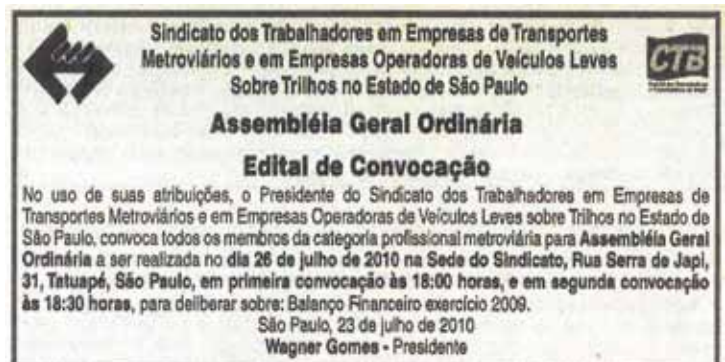 Sindicato dos Trabalhadores em Empresas de Transportes
Metroviários e em Empresas Operadoras de Veículos Leves
Sobre Trilhos no Estado de São Paulo
CTB
Assembléia Geral Ordinária
Edital de Convocação
No uso de suas atribuições, o Presidente do Sindicato dos Trabalhadores em Empresas de
Transportes Metroviários e em Empresas Operadoras de Veículos Leves sobre Trilhos no Estado de
São Paulo, convoca todos os membros da categoria profissional metroviária para Assembléia Geral
Ordinária a ser realizada no dia 26 de julho de 2010 na Sede do Sindicato, Rua Serra de Japi,
31, Tatuapé, São Paulo, em primeira convocação às 18:00 horas, e em segunda convocação
às 18:30 horas, para deliberar sobre: Balanço Financeiro exercício 2009.
São Paulo, 23 de julho de 2010
Wagner Gomes - Presidente